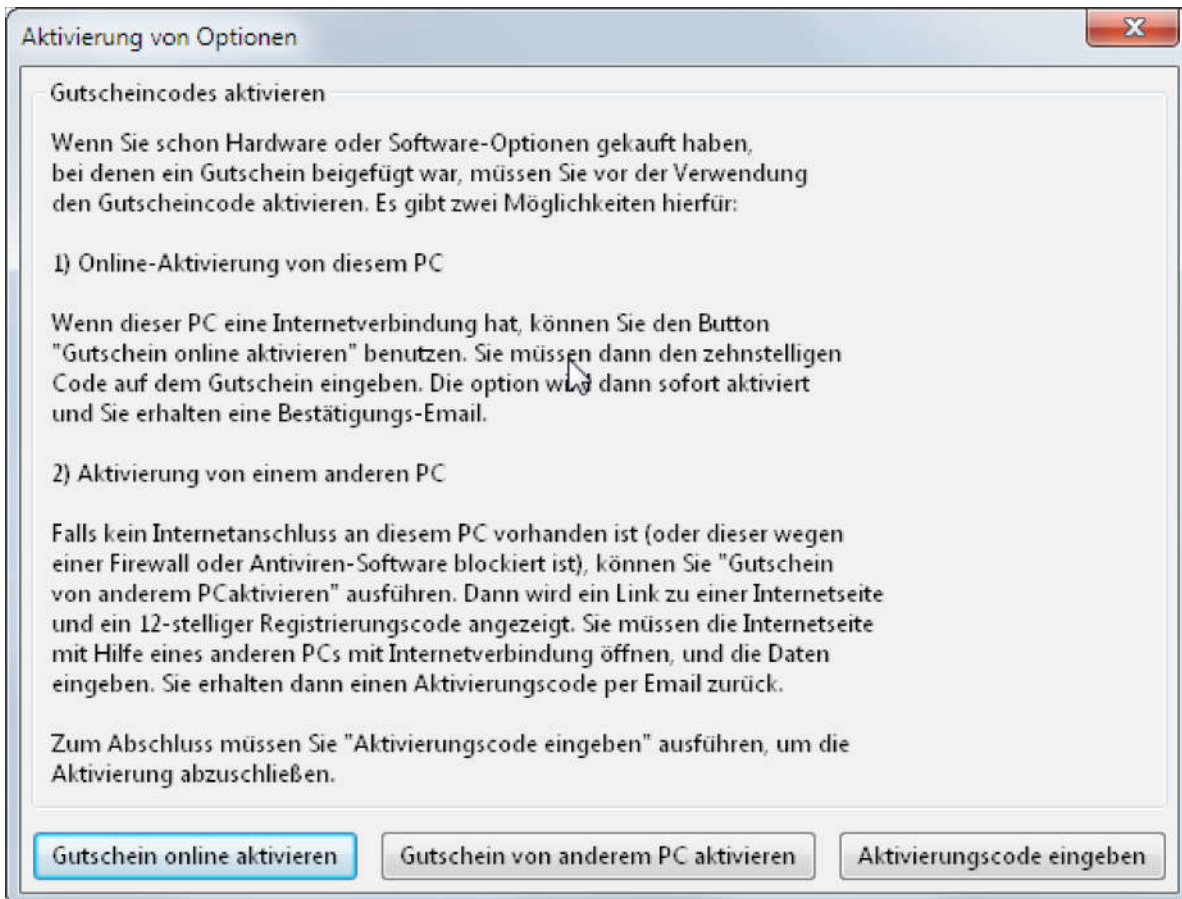 Aktivierung von Optionen
Gutscheincodes aktivieren
Wenn Sie schon Hardware oder Software-Optionen gekauft haben,
bei denen ein Gutschein beigefügt war, müssen Sie vor der Verwendung
den Gutscheincode aktivieren. Es gibt zwei Möglichkeiten hierfür:
1) Online-Aktivierung von diesem PC
Wenn dieser PC eine Internetverbindung hat, können Sie den Button
"Gutschein online aktivieren" benutzen. Sie müssen dann den zehnstelligen
Code auf dem Gutschein eingeben. Die option wird dann sofort aktiviert
und Sie erhalten eine Bestätigungs-Email.
2) Aktivierung von einem anderen PC
Falls kein Internetanschluss an diesem PC vorhanden ist (oder dieser wegen
einer Firewall oder Antiviren-Software blockiert ist), können Sie "Gutschein
von anderem PCaktivieren" ausführen. Dann wird ein Link zu einer Internetseite
und ein 12-stelliger Registrierungscode angezeigt. Sie müssen die Internetseite
mit Hilfe eines anderen PCs mit Internetverbindung öffnen, und die Daten
eingeben. Sie erhalten dann einen Aktivierungscode per Email zurück.
Zum Abschluss müssen Sie "Aktivierungscode eingeben" ausführen, um die
Aktivierung abzuschließen.
Gutschein online aktivieren
Gutschein von anderem PC aktivieren
Aktivierungscode eingeben